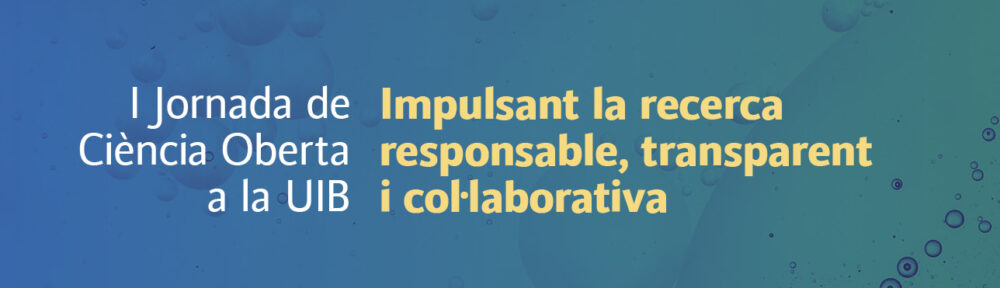 I Jornada de
Ciència Oberta
a la UIB
Impulsant la recerca
responsable, transparent
i col·laborativa